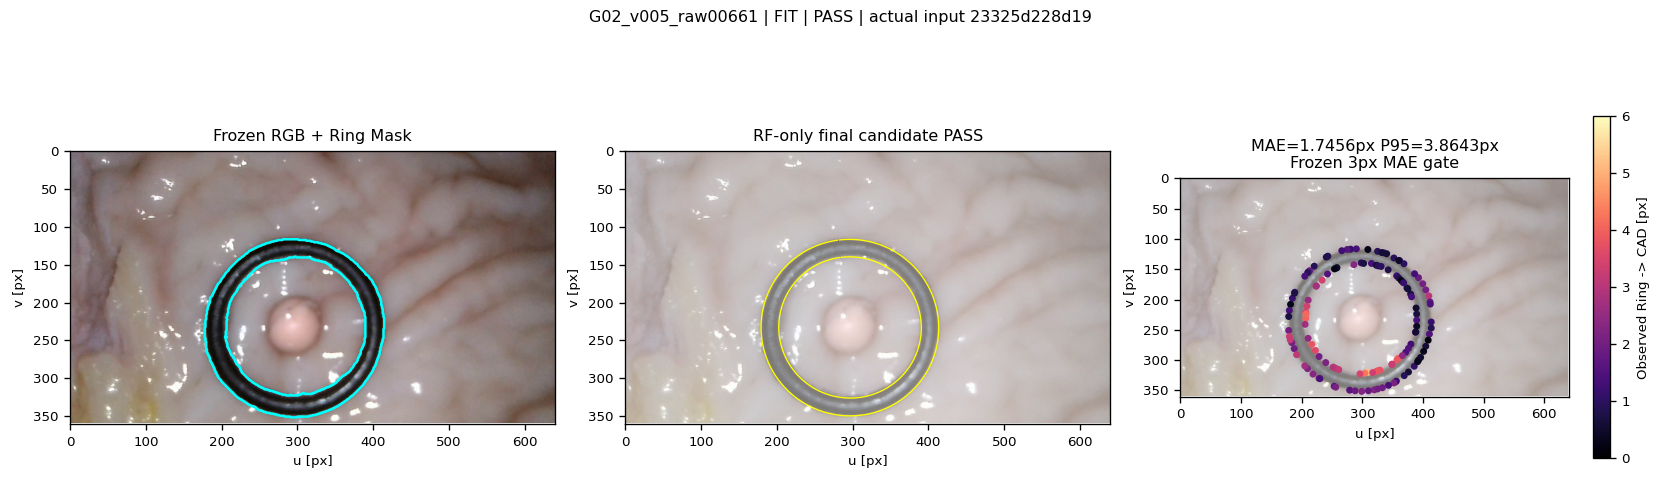 G02_v005_raw00661 | FIT | PASS | actual input 23325d228d19
Frozen RGB + Ring Mask
0
50
100
150
200
250
300
350
v [px]
0 100 200 300 400 500 600
u [px]
RF-only final candidate PASS
0
50
100
150
200
250
300
350
v [px]
0 100 200 300 400 500 600
u [px]
MAE=1.7456px P95=3.8643px
Frozen 3px MAE gate
0
50
100
150
200
250
300
350
v [px]
0 100 200 300 400 500 600
u [px]
6
5
4
3
2
1
0
Observed Ring -> CAD [px]